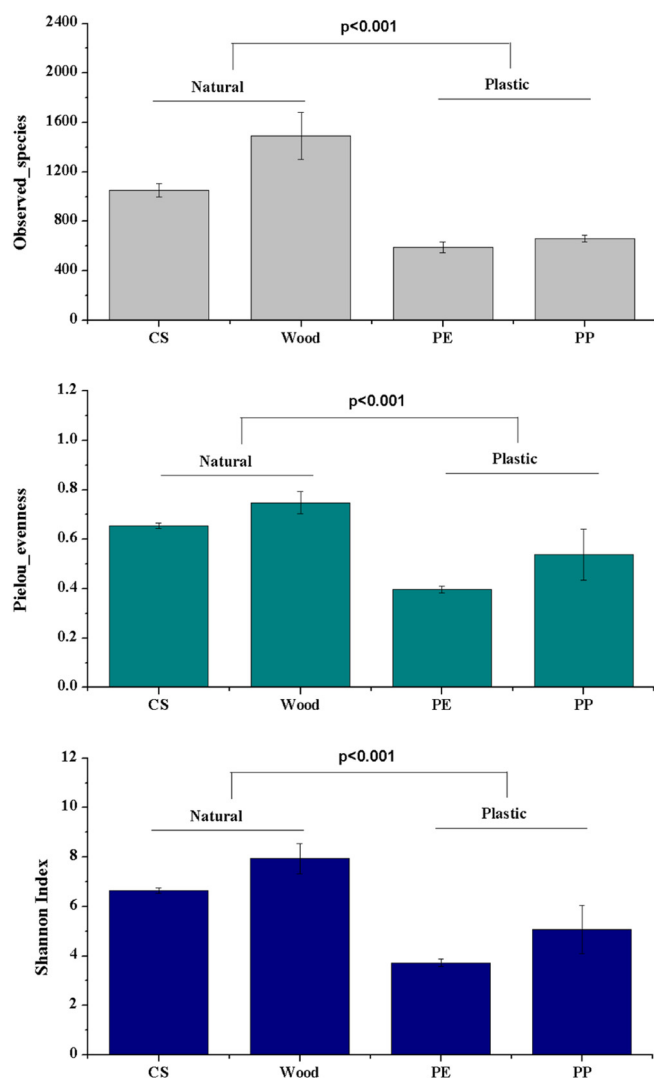 2400
p<0.001
2000
Natural
Plastic
1600
1200
800
400
0
Observed_species
CS
Wood
PE
PP
1.2
p<0.001
1.0
Natural
Plastic
0.8
0.6
0.4
0.2
0.0
Pielou_evenness
CS
Wood
PE
PP
12
p<0.001
10
Natural
Plastic
8
6
4
2
0
Shannon Index
CS
Wood
PE
PP